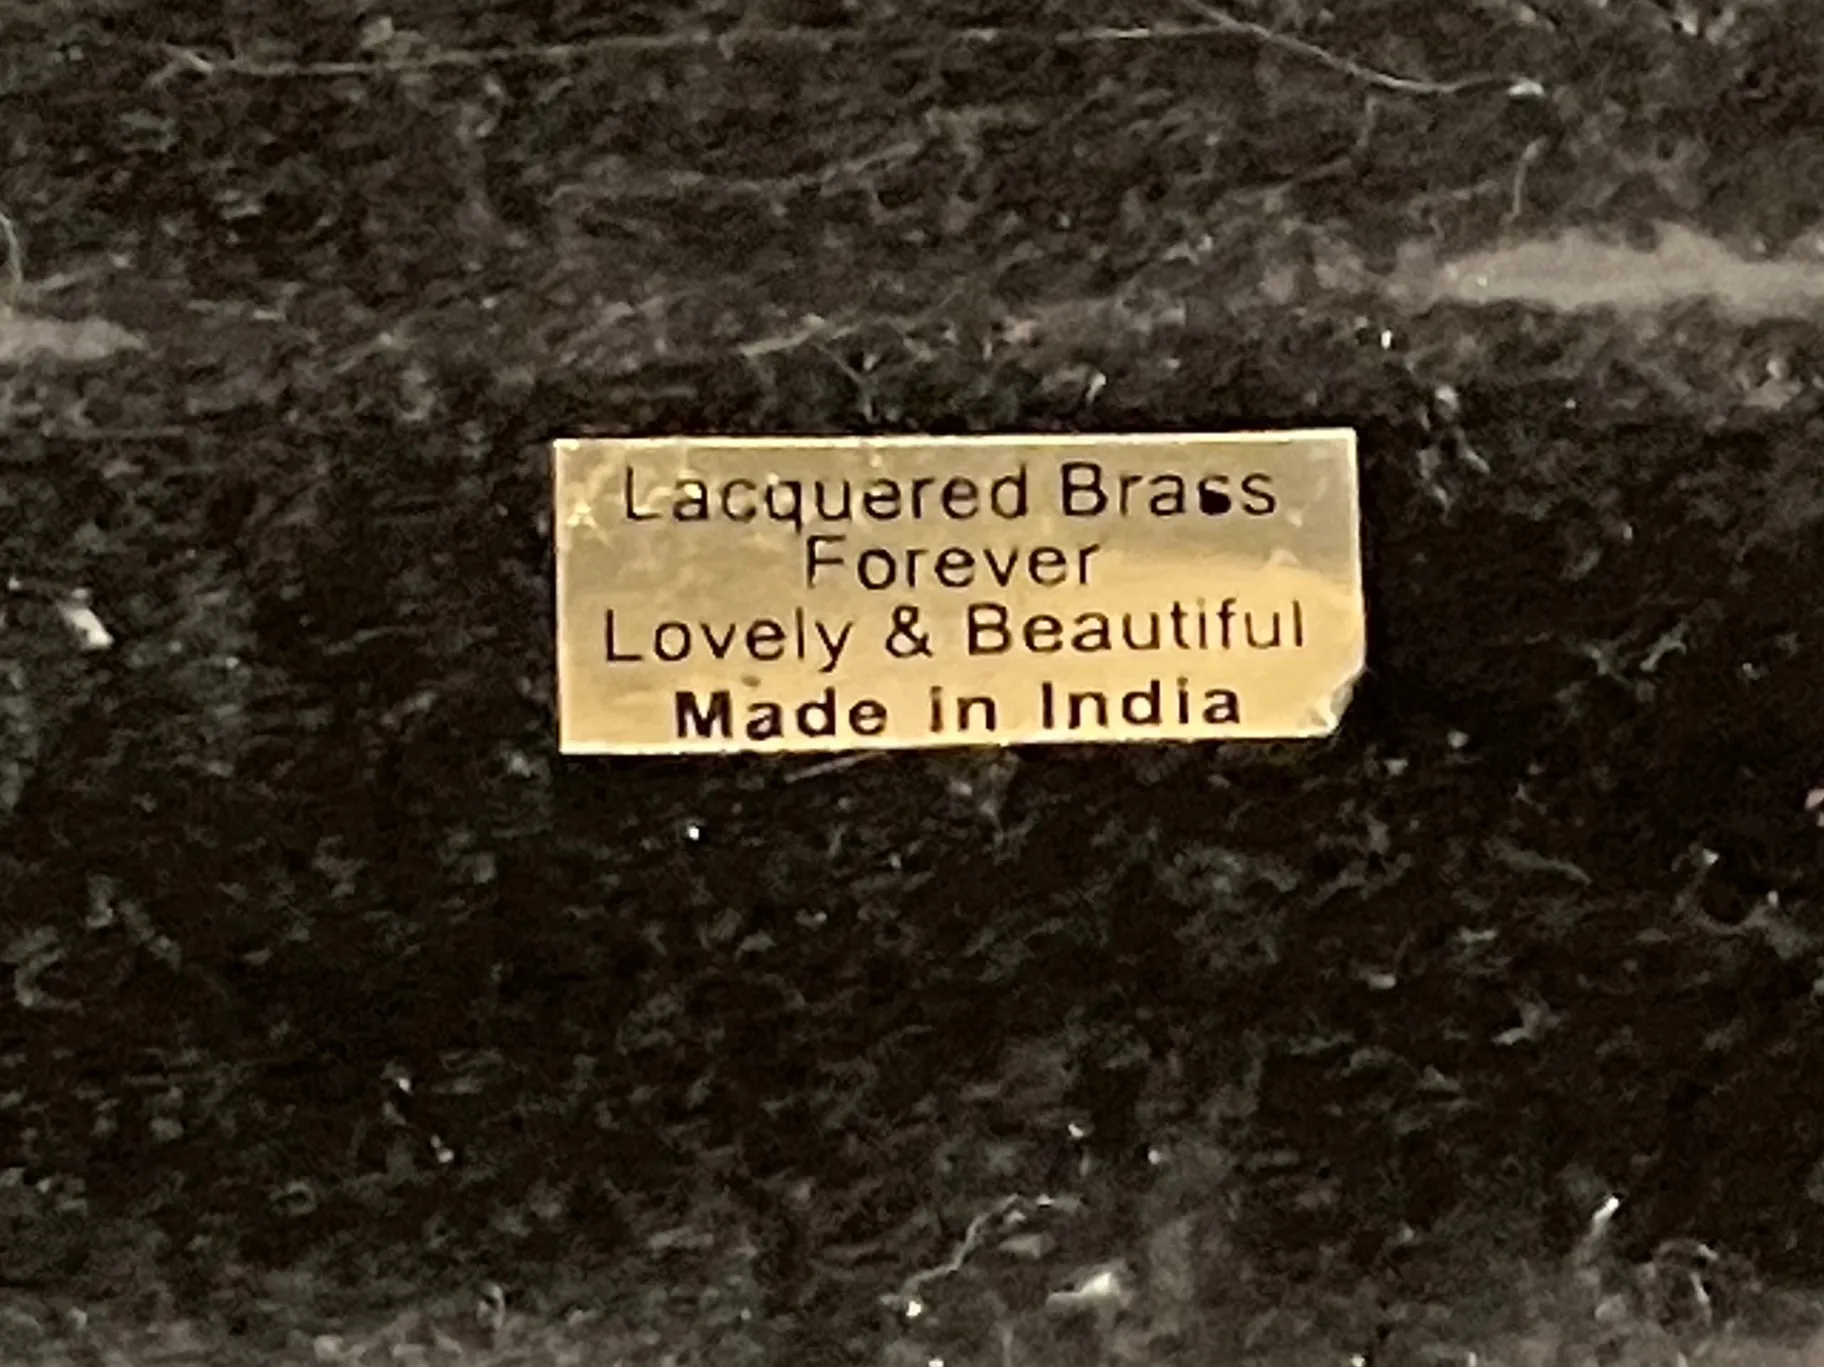 Lacquered Brass
Forever
Lovely & Beautiful
Made in India